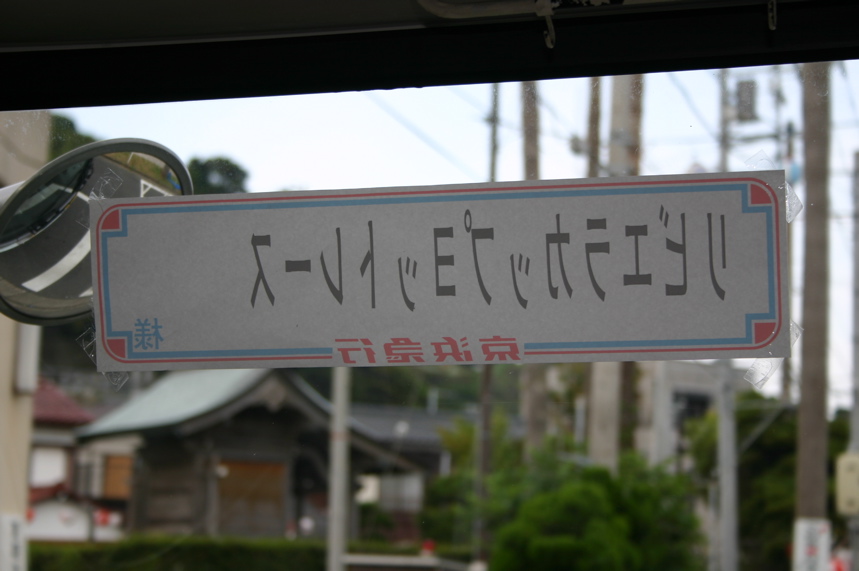 リビエラカップヨットレース
様
京浜急行